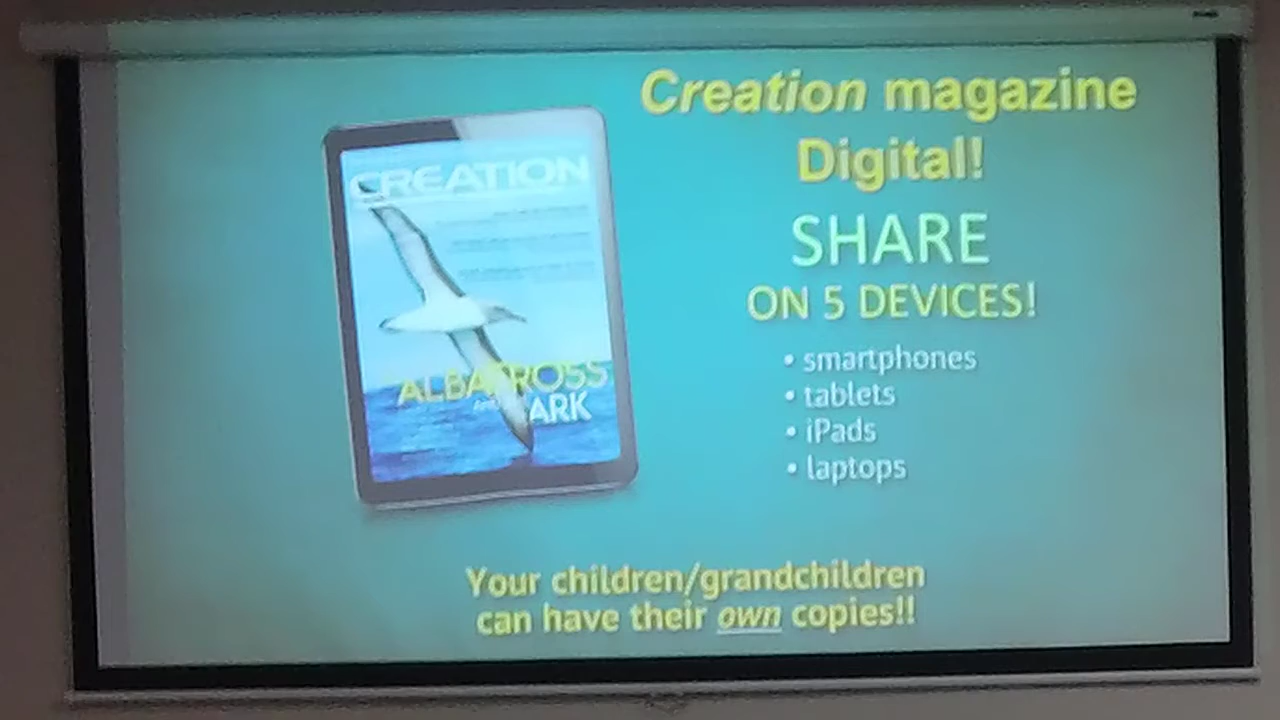 Creation magazine
Digital!
SHARE
ON 5 DEVICES!
• smartphones
• tablets
• iPads
• laptops
CREATION
ALBATROSS
ARK
Your children/grandchildren
can have their own copies!!